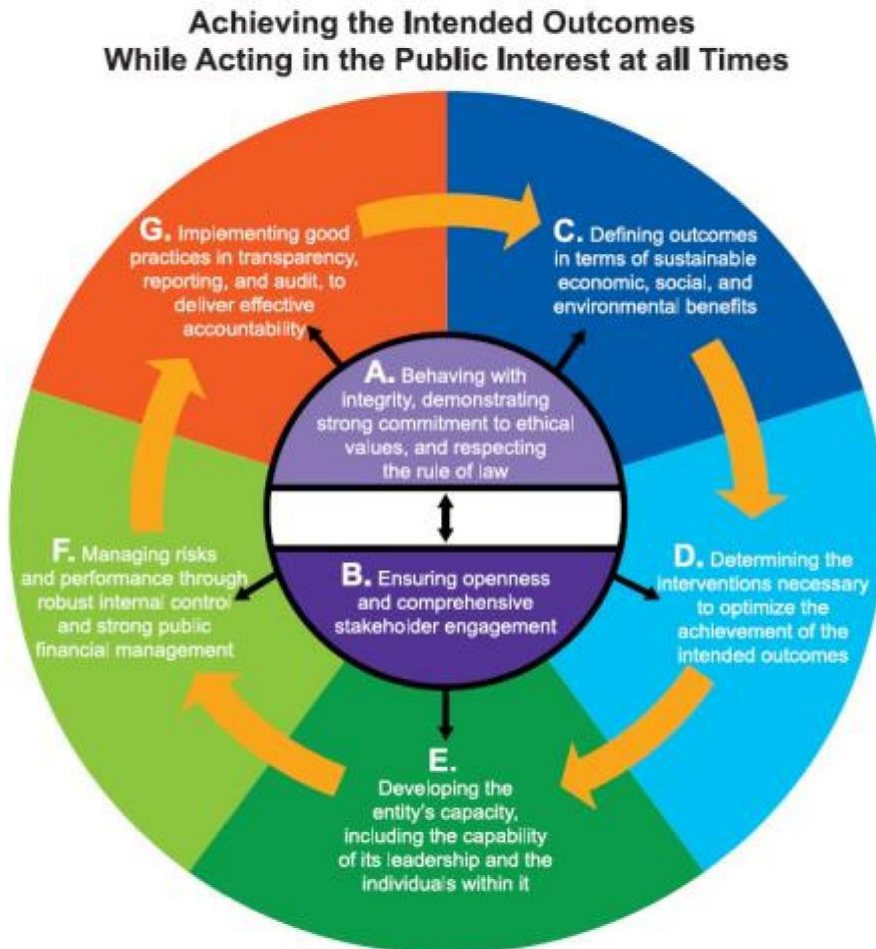 Achieving the Intended Outcomes
While Acting in the Public Interest at all Times
G. Implementing good
practices in transparency,
reporting, and audit, to
deliver effective
accountability
C. Defining outcomes
in terms of sustainable
economic, social, and
environmental benefits
A. Behaving with
integrity, demonstrating
strong commitment to ethical
values, and respecting
the rule of law
B. Ensuring openness
and comprehensive
stakeholder engagement
D. Determining the
interventions necessary
to optimize the
achievement of the
intended outcomes
E.
Developing the
entity's capacity,
including the capability
of its leadership and the
individuals within it
F. Managing risks
and performance through
robust internal control
and strong public
financial management